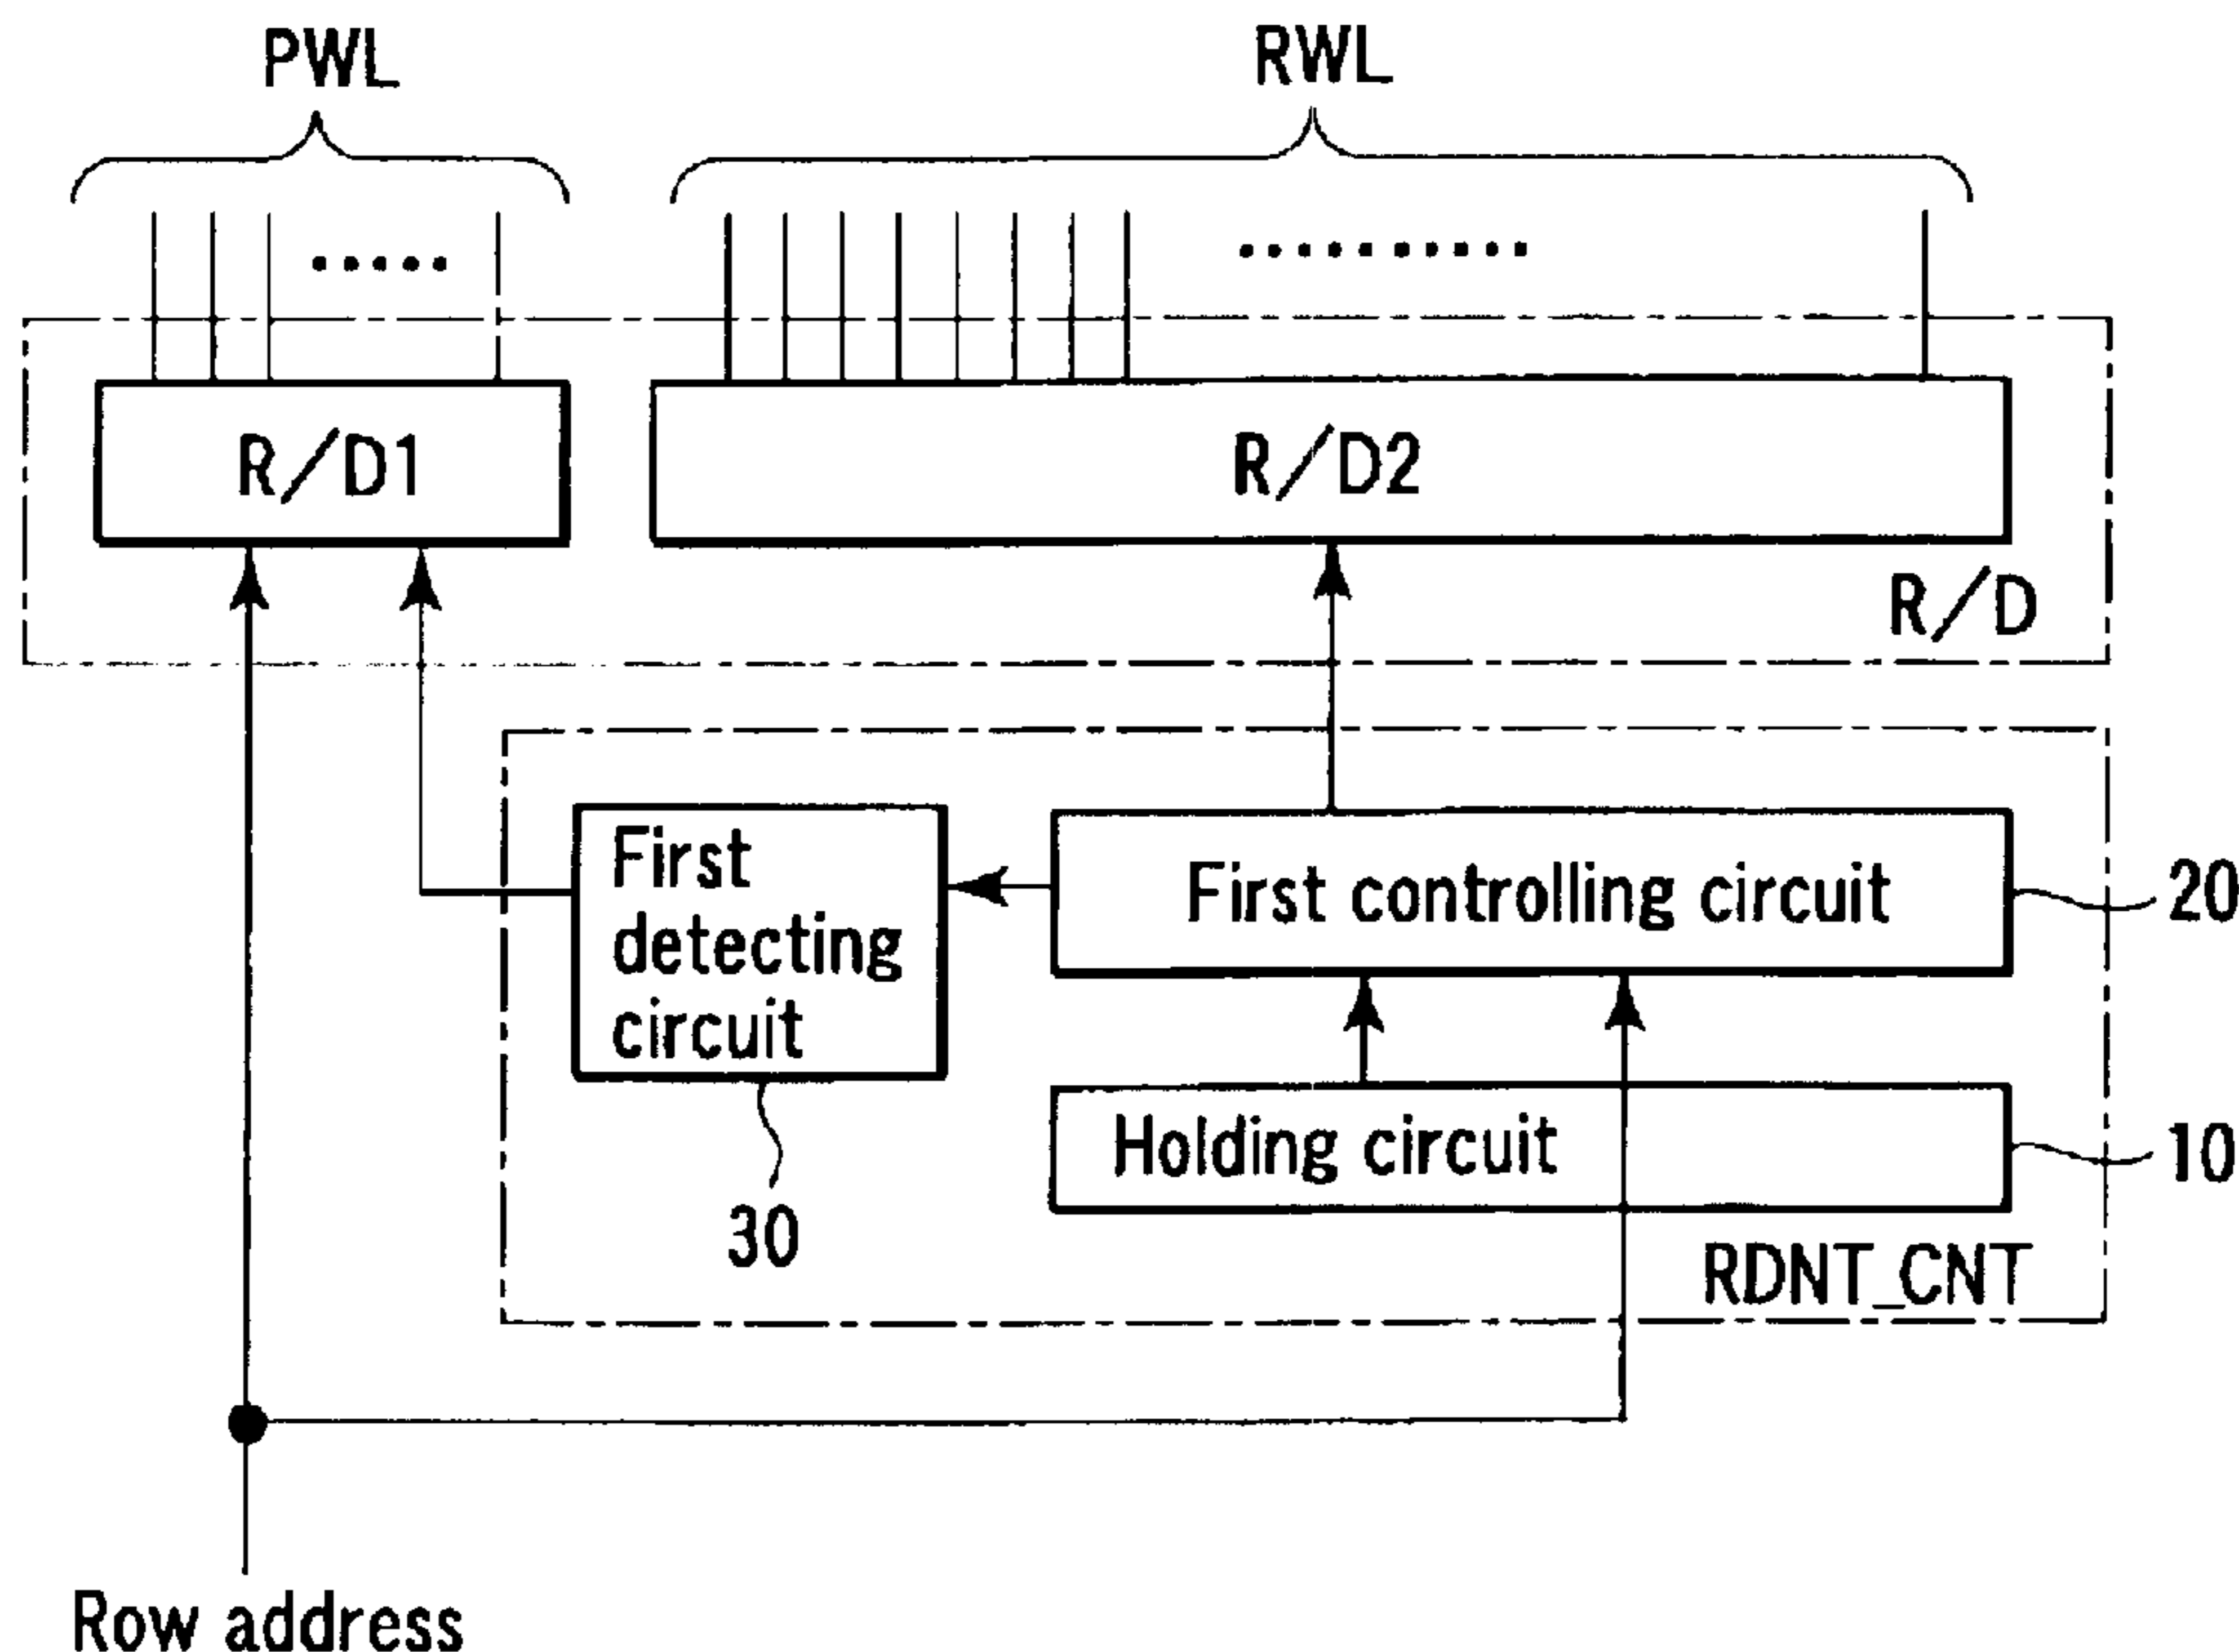 PWL
RWL
R/D1
R/D2
R/D
First
detecting
circuit
First controlling circuit
20
Holding circuit
10
30
RDNT_CNT
Row address